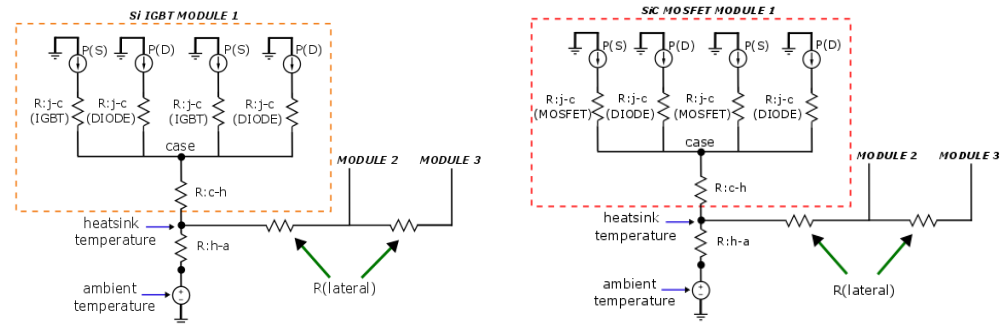 Si IGBT MODULE 1
P(S) P(D) P(S) P(D)
R:j-c R:j-c R:j-c R:j-c
(IGBT) (DIODE) (IGBT) (DIODE)
case
MODULE 2 MODULE 3
R:c-h
heatsink
temperature
R:h-a
ambient
temperature
R(lateral)
+
-
SiC MOSFET MODULE 1
P(S) P(D) P(S) P(D)
R:j-c R:j-c R:j-c R:j-c
(MOSFET) (DIODE) (MOSFET) (DIODE)
case
MODULE 2 MODULE 3
R:c-h
heatsink
temperature
R:h-a
ambient
temperature
R(lateral)
+
-